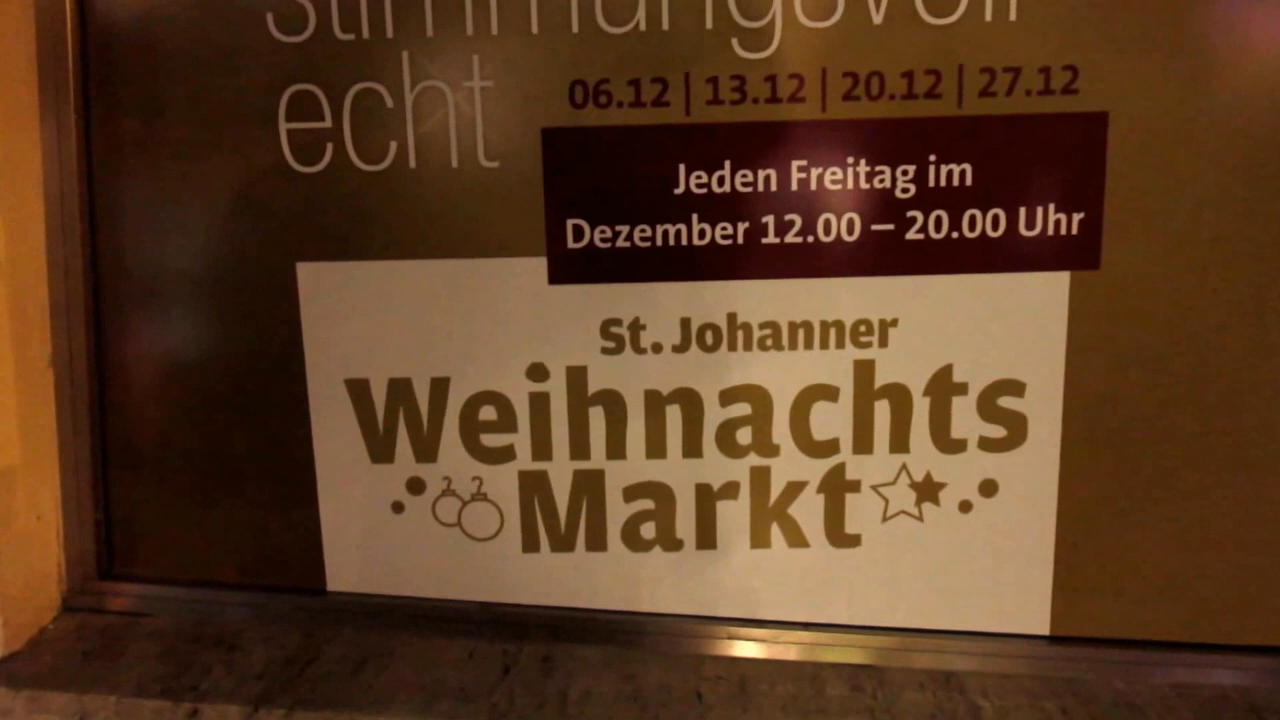 stimmungsvoll
echt
06.12 | 13.12 | 20.12 | 27.12
Jeden Freitag im
Dezember 12.00 – 20.00 Uhr
St. Johanner
Weihnachts
Markt